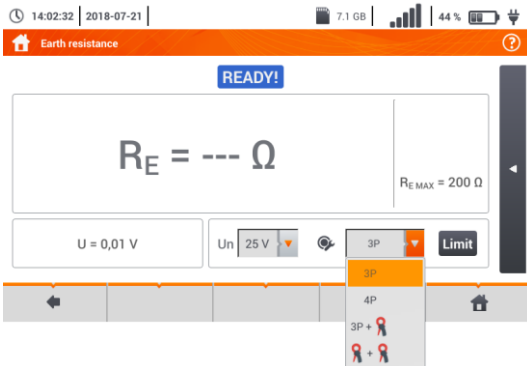 14:02:32 2018-07-21 7.1 GB 44 %
Earth resistance ?
READY!
RE = --- Ω
RE MAX = 200 Ω
U = 0,01 V Un 25 V 3P Limit
3P
4P
3P +
+